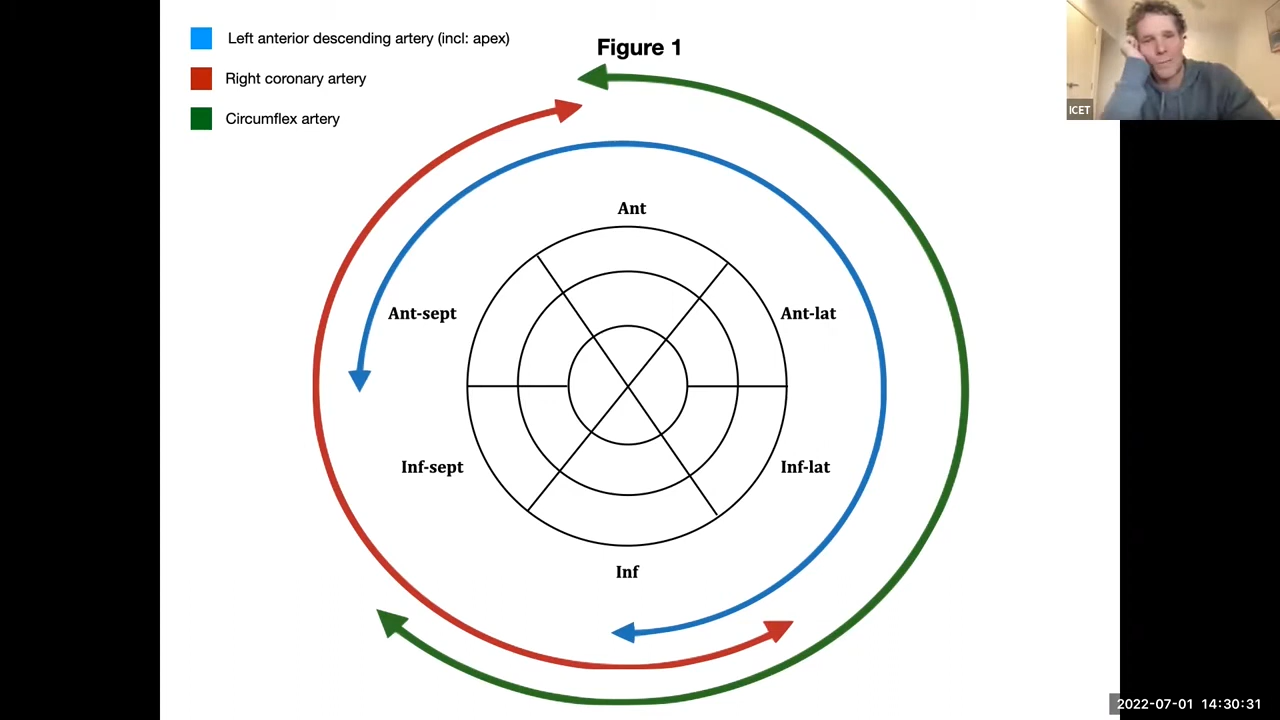 Left anterior descending artery (incl: apex)
Figure 1
Right coronary artery
Circumflex artery
ICET
Ant
Ant-sept
Ant-lat
Inf-sept
Inf-lat
Inf
2022-07-01 14:30:31